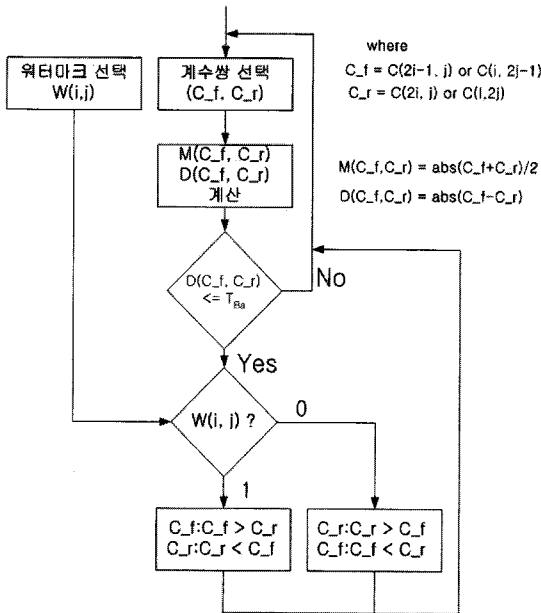 where
C_f = C(2i-1, j) or C(i, 2j-1)
C_r = C(2i, j) or C(i,2j)
워터마크 선택
W(i,j)
계수쌍 선택
(C_f, C_r)
M(C_f, C_r)
D(C_f, C_r)
계산
M(C_f,C_r) = abs(C_f+C_r)/2
D(C_f,C_r) = abs(C_f-C_r)
D(C_f, C_r)
<= T_Ba
No
Yes
W(i, j) ?
0
1
C_f:C_f > C_r
C_r:C_r < C_f
C_r:C_r > C_f
C_f:C_f < C_r